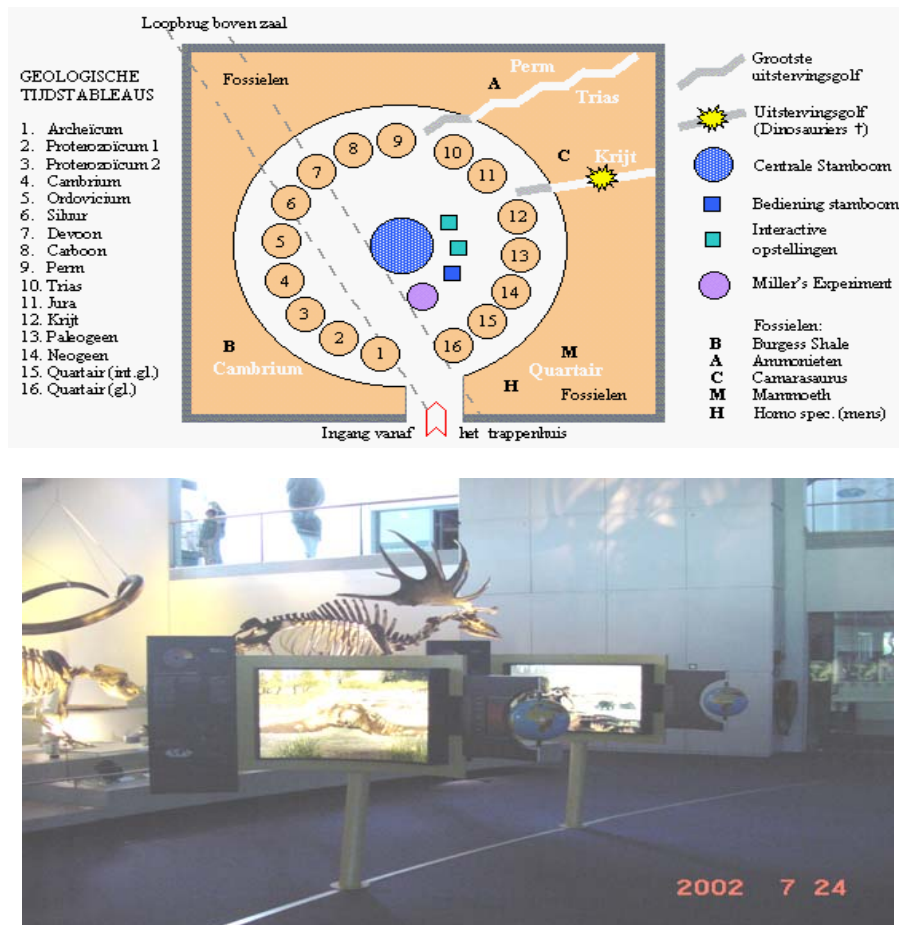 Loopbrug boven zaal
GEOLOGISCHE
TIJDSTABLEAUS
1. Archeïcum
2. Proterozoïcum 1
3. Proterozoïcum 2
4. Cambrium
5. Ordovicium
6. Siluur
7. Devoon
8. Carboon
9. Perm
10. Trias
11. Jura
12. Krijt
13. Paleogeen
14. Neogeen
15. Quartair (int.gl.)
16. Quartair (gl.)
Fossielen
A
Perm
Trias
C
Krijt
1
2
3
4
5
6
7
8
9
10
11
12
13
14
15
16
B
Cambrium
M
Quartair
H
Fossielen
Ingang vanaf het trappenhuis
Grootste
uitstervingsgolf
Uitstervingsgolf
(Dinosauriers †)
Centrale Stamboom
Bediening stamboom
Interactive
opstellingen
Miller's Experiment
Fossielen:
B Burgess Shale
A Ammonieten
C Camarasaurus
M Mammoeth
H Homo spec. (mens)
2002 7 24